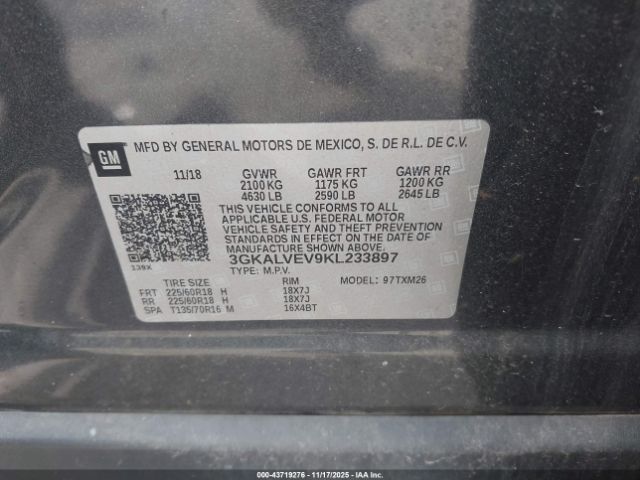 GM
MFD BY GENERAL MOTORS DE MEXICO, S. DE R.L. DE C.V.
11/18 GVWR GAWR FRT GAWR RR
2100 KG 1175 KG 1200 KG
4630 LB 2590 LB 2645 LB
THIS VEHICLE CONFORMS TO ALL
APPLICABLE U.S. FEDERAL MOTOR
VEHICLE SAFETY AND THEFT PREVENTION
STANDARDS IN EFFECT ON THE DATE OF
MANUFACTURE SHOWN ABOVE.
139X 3GKALVEV9KL233897
TYPE: M.P.V. MODEL: 97TXM26
TIRE SIZE RIM
FRT 225/60R18 H 18X7J
RR 225/60R18 H 18X7J
SPA T135/70R16 M 16X4BT
© Stock ID: 43719276 - 11/17/2025 - IAA Inc.